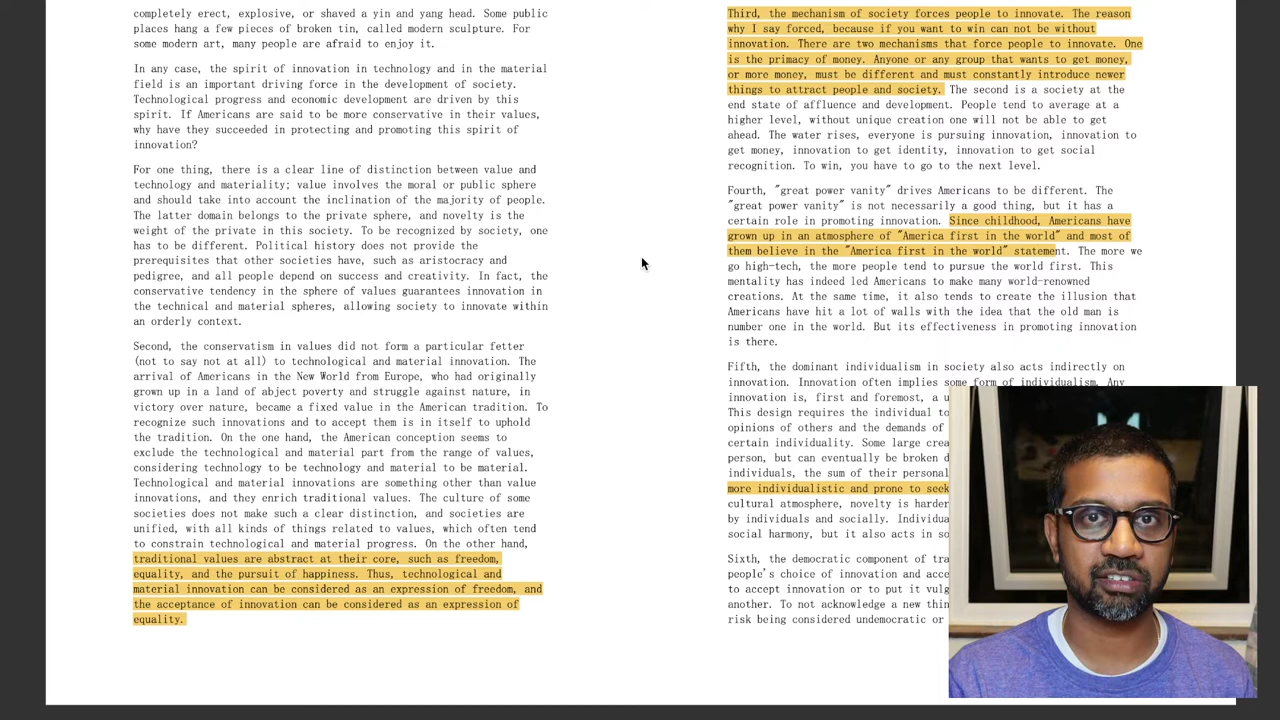 completely erect, explosive, or shaved a yin and yang head. Some public
places hang a few pieces of broken tin, called modern sculpture. For
some modern art, many people are afraid to enjoy it.
In any case, the spirit of innovation in technology and in the material
field is an important driving force in the development of society.
Technological progress and economic development are driven by this
spirit. If Americans are said to be more conservative in their values,
why have they succeeded in protecting and promoting this spirit of
innovation?
For one thing, there is a clear line of distinction between value and
technology and materiality; value involves the moral or public sphere
and should take into account the inclination of the majority of people.
The latter domain belongs to the private sphere, and novelty is the
weight of the private in this society. To be recognized by society, one
has to be different. Political history does not provide the
prerequisites that other societies have, such as aristocracy and
pedigree, and all people depend on success and creativity. In fact, the
conservative tendency in the sphere of values guarantees innovation in
the technical and material spheres, allowing society to innovate within
an orderly context.
Second, the conservatism in values did not form a particular fetter
(not to say not at all) to technological and material innovation. The
arrival of Americans in the New World from Europe, who had originally
grown up in a land of abject poverty and struggle against nature, in
victory over nature, became a fixed value in the American tradition. To
recognize such innovations and to accept them is in itself to uphold
the tradition. On the one hand, the American conception seems to
exclude the technological and material part from the range of values,
considering technology to be technology and material to be material.
Technological and material innovations are something other than value
innovations, and they enrich traditional values. The culture of some
societies does not make such a clear distinction, and societies are
unified, with all kinds of things related to values, which often tend
to constrain technological and material progress. On the other hand,
traditional values are abstract at their core, such as freedom,
equality, and the pursuit of happiness. Thus, technological and
material innovation can be considered as an expression of freedom, and
the acceptance of innovation can be considered as an expression of
equality.
Third, the mechanism of society forces people to innovate. The reason
why I say forced, because if you want to win can not be without
innovation. There are two mechanisms that force people to innovate. One
is the primacy of money. Anyone or any group that wants to get money,
or more money, must be different and must constantly introduce newer
things to attract people and society. The second is a society at the
end state of affluence and development. People tend to average at a
higher level, without unique creation one will not be able to get
ahead. The water rises, everyone is pursuing innovation, innovation to
get money, innovation to get identity, innovation to get social
recognition. To win, you have to go to the next level.
Fourth, "great power vanity" drives Americans to be different. The
"great power vanity" is not necessarily a good thing, but it has a
certain role in promoting innovation. Since childhood, Americans have
grown up in an atmosphere of "America first in the world" and most of
them believe in the "America first in the world" statement. The more we
go high-tech, the more people tend to pursue the world first. This
mentality has indeed led Americans to make many world-renowned
creations. At the same time, it also tends to create the illusion that
Americans have hit a lot of walls with the idea that the old man is
number one in the world. But its effectiveness in promoting innovation
is there.
Fifth, the dominant individualism in society also acts indirectly on
innovation. Innovation often implies some form of individualism. Any
innovation is, first and foremost, a u
This design requires the individual to
opinions of others and the demands of
certain individuality. Some large crea
person, but can eventually be broken d
individuals, the sum of their personal
more individualistic and prone to seek
cultural atmosphere, novelty is harder
by individuals and socially. Individua
social harmony, but it also acts in so
Sixth, the democratic component of tra
people's choice of innovation and acce
to accept innovation or to put it vulg
another. To not acknowledge a new thin
risk being considered undemocratic or